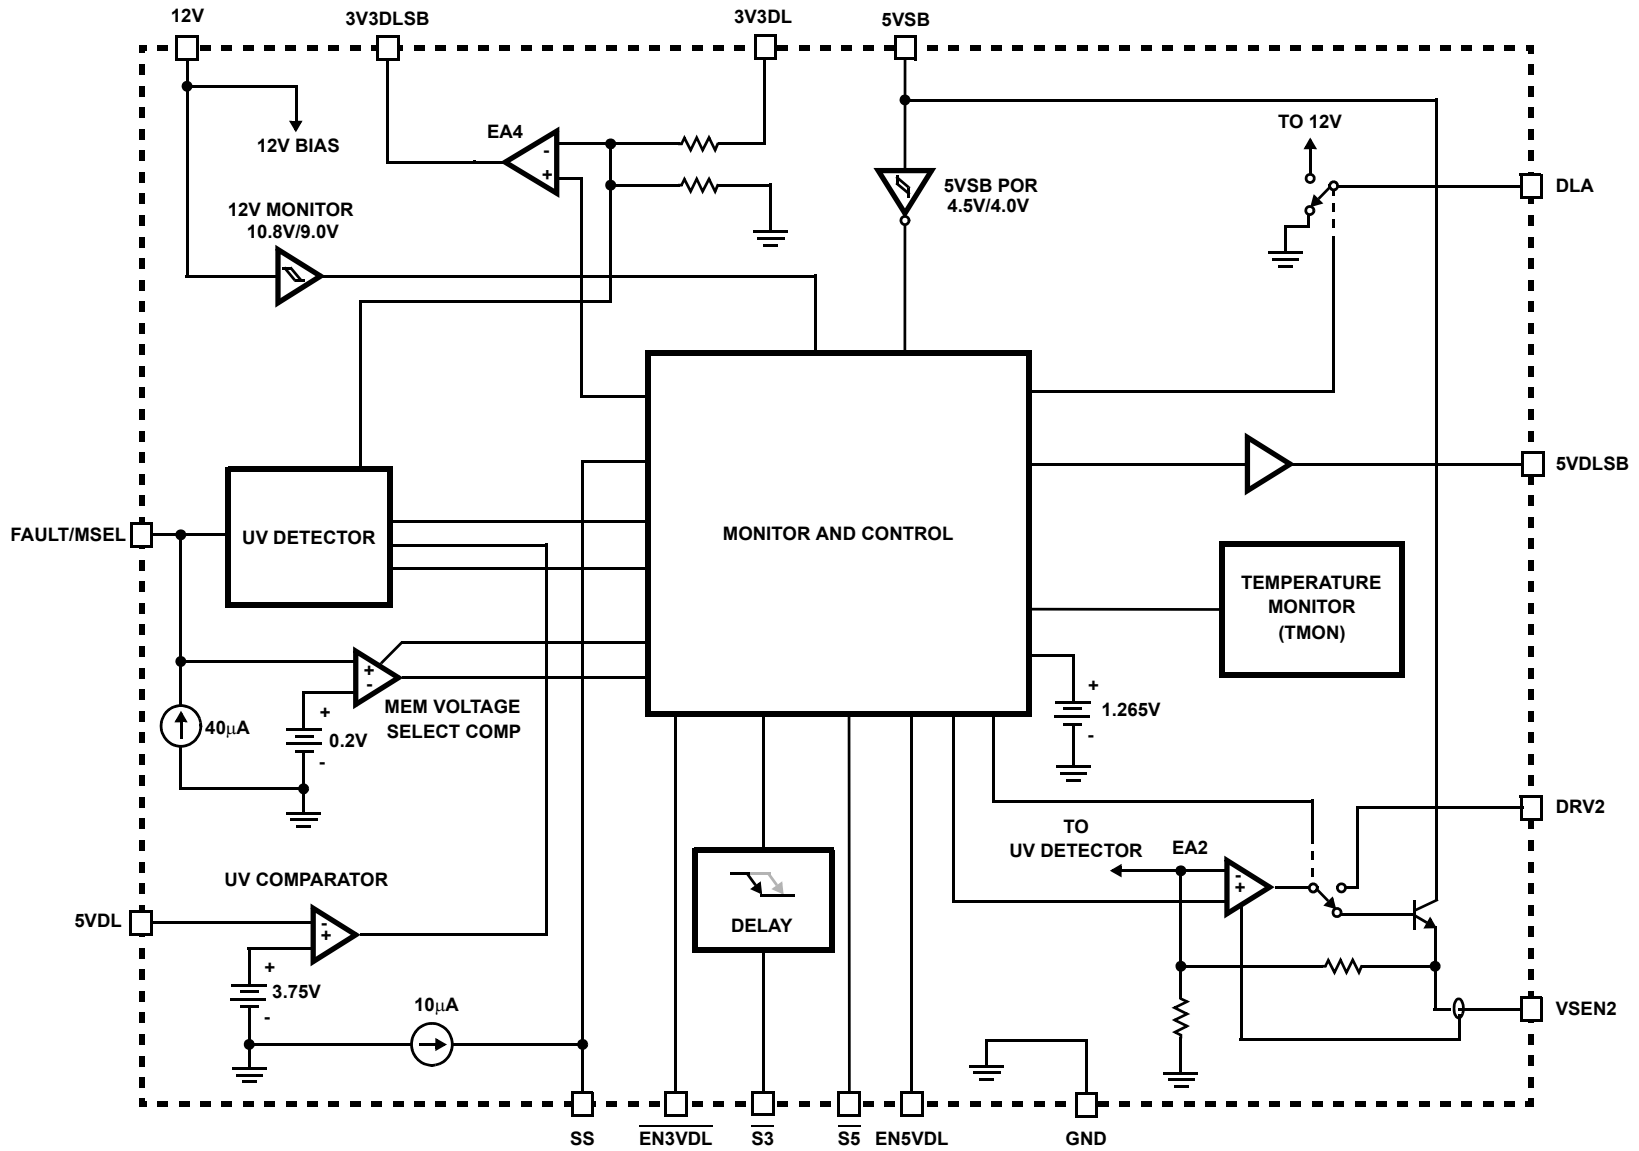 12V
3V3DLSB
3V3DL
5VSB
EA4
-
+
12V BIAS
TO 12V
5VSB POR
4.5V/4.0V
DLA
12V MONITOR
10.8V/9.0V
5VDLSB
FAULT/MSEL
UV DETECTOR
MONITOR AND CONTROL
TEMPERATURE
MONITOR
(TMON)
+
-
MEM VOLTAGE
SELECT COMP
40μA
+
0.2V
-
+
1.265V
-
DRV2
TO
UV DETECTOR
EA2
-
+
UV COMPARATOR
5VDL
-
+
DELAY
+
3.75V
-
10μA
VSEN2
SS
EN3VDL
S3
S5
EN5VDL
GND